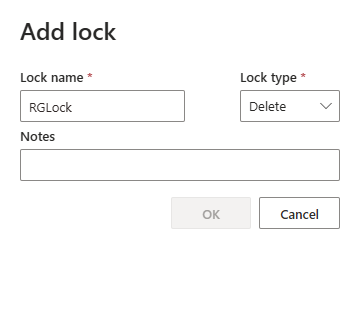 Add lock
Lock name * Lock type *
RGLock Delete
Notes
OK Cancel